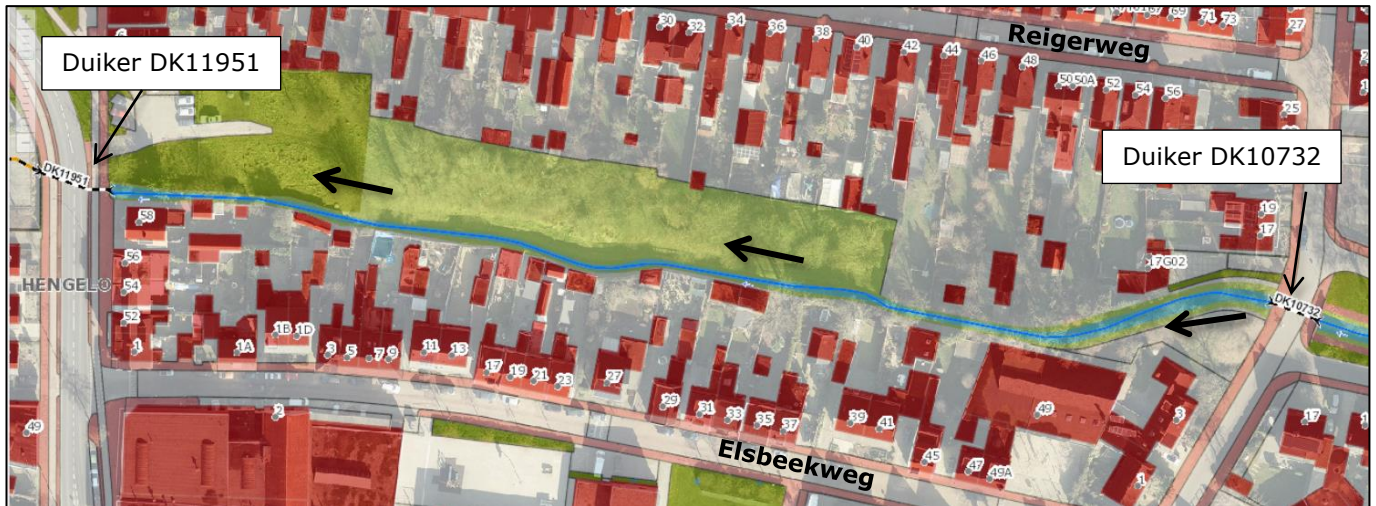 30 32 34 36 38 40 42 44 46 48 50 50A 52 54 56
69 71 73 27
Reigerweg
25
Duiker DK11951
Duiker DK10732
DK11951
DK10732
19
17
17G02
58
56
HENGELO
54
52
1 1A 1B 1D 3 5 7 9 11 13 17 19 21 23 27 29 31 33 35 37 39 41 45 47 49A
49
3
1
17
2
49
Elsbeekweg